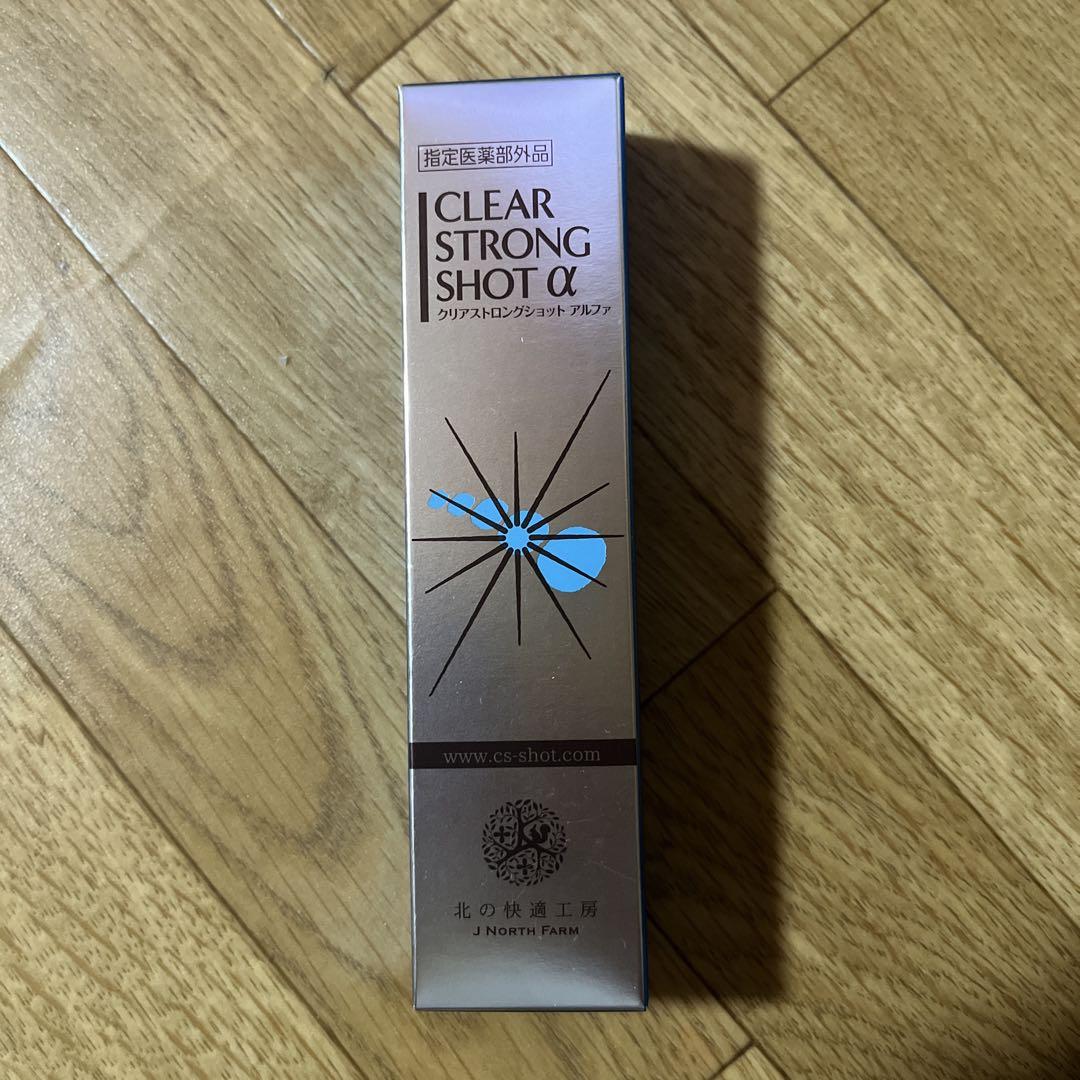 指定医薬部外品
CLEAR
STRONG
SHOT α
クリアストロングショット アルファ
www.cs-shot.com
北の快適工房
J NORTH FARM